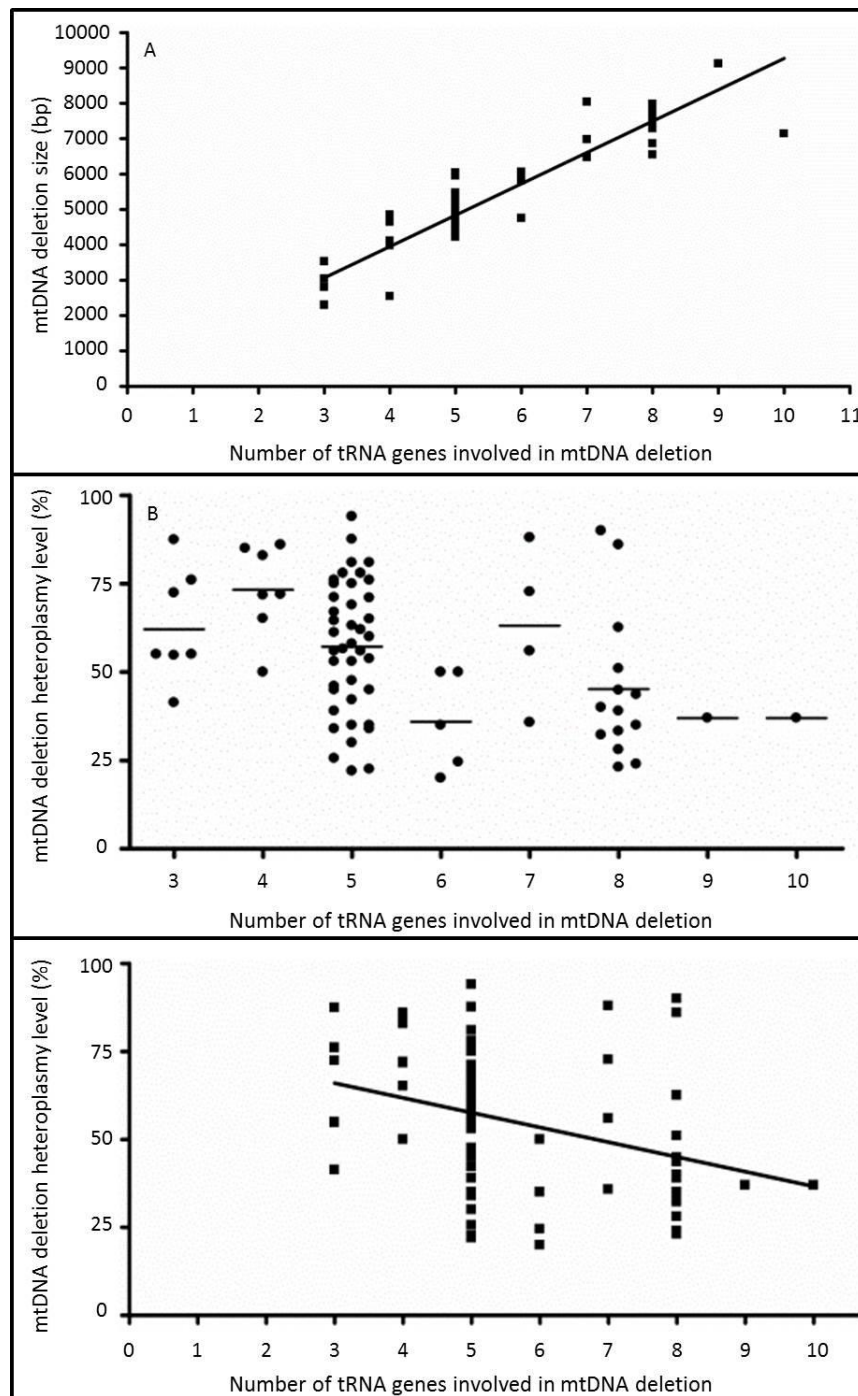 A
10000
9000
8000
7000
6000
5000
4000
3000
2000
1000
0
mtDNA deletion size (bp)
0 1 2 3 4 5 6 7 8 9 10 11
Number of tRNA genes involved in mtDNA deletion
B
100
75
50
25
0
mtDNA deletion heteroplasmy level (%)
3 4 5 6 7 8 9 10
Number of tRNA genes involved in mtDNA deletion
100
75
50
25
0
mtDNA deletion heteroplasmy level (%)
0 1 2 3 4 5 6 7 8 9 10
Number of tRNA genes involved in mtDNA deletion